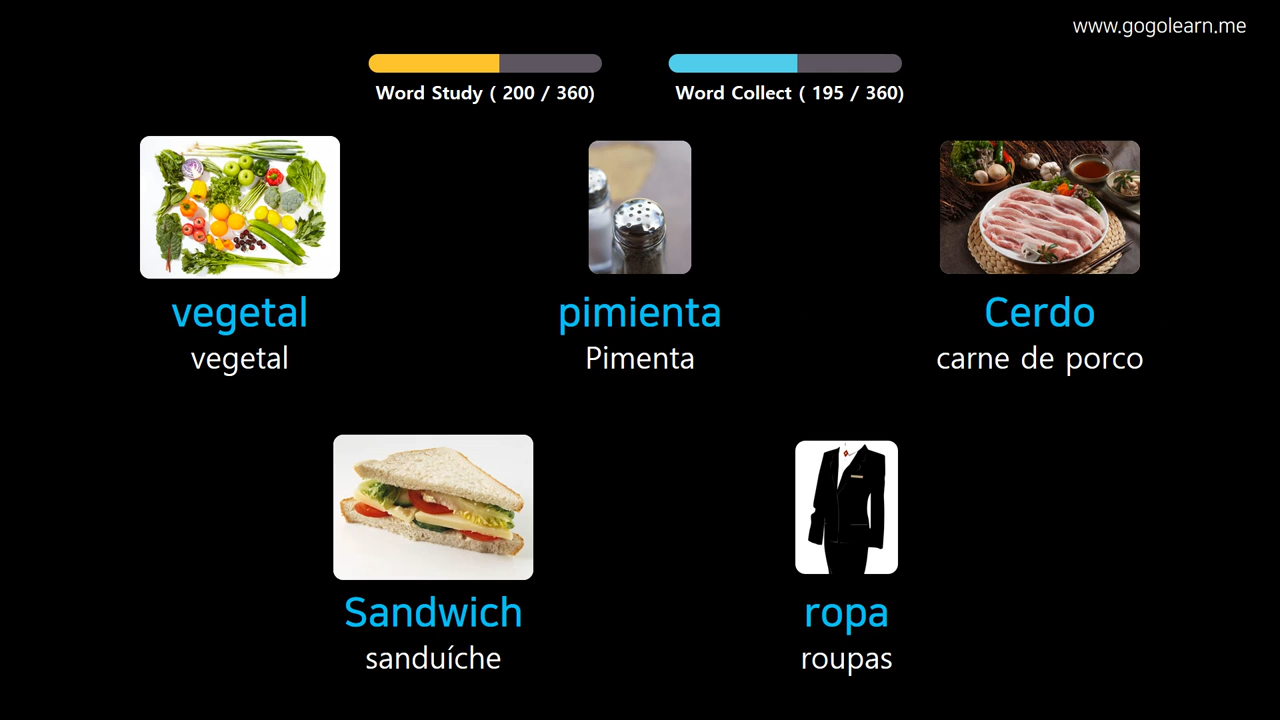 www.gogolearn.me
Word Study ( 200 / 360)
Word Collect ( 195 / 360)
vegetal
vegetal
pimienta
Pimenta
Cerdo
carne de porco
Sandwich
sanduíche
ropa
roupas